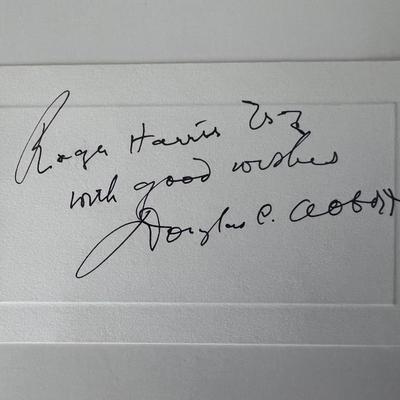 Roger Harris Esq
with good wishes
Douglas C. Abbott